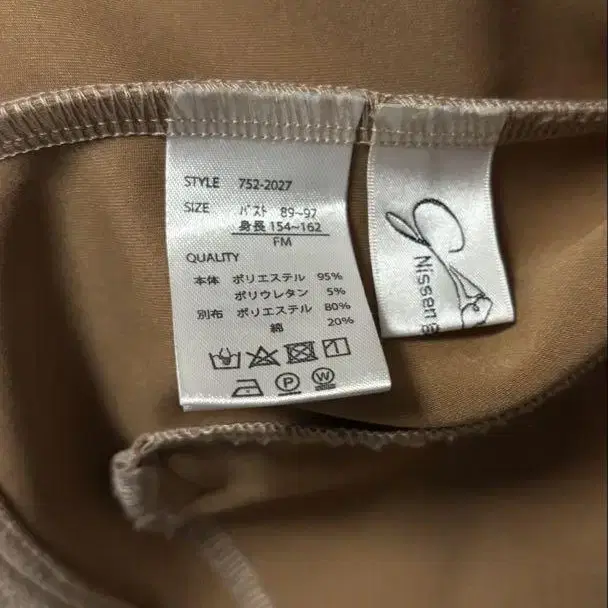 STYLE 752-2027
SIZE バスト 89~97
身長 154~162
FM
QUALITY
本体 ポリエステル 95%
ポリウレタン 5%
別布 ポリエステル 80%
綿 20%
P W
Nissen